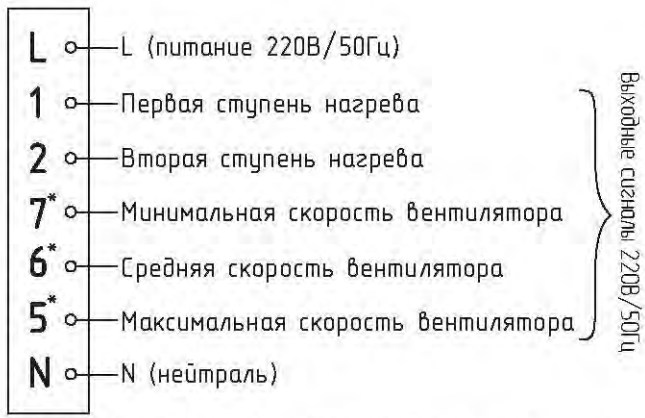 L L (питание 220В/50Гц)
1 Первая ступень нагрева
2 Вторая ступень нагрева
7* Минимальная скорость вентилятора
6* Средняя скорость вентилятора
5* Максимальная скорость вентилятора
N N (нейтраль)
Выходные сигналы 220В/50Гц